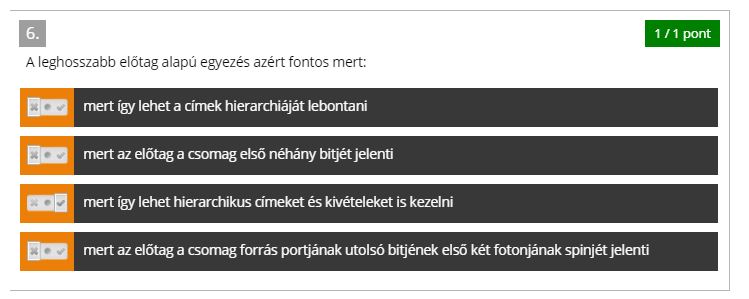 6.
1 / 1 pont
A leghosszabb előtag alapú egyezés azért fontos mert:
mert így lehet a címek hierarchiáját lebontani
mert az előtag a csomag első néhány bitjét jelenti
mert így lehet hierarchikus címeket és kivételeket is kezelni
mert az előtag a csomag forrás portjának utolsó bitjének első két fotonjának spinjét jelenti